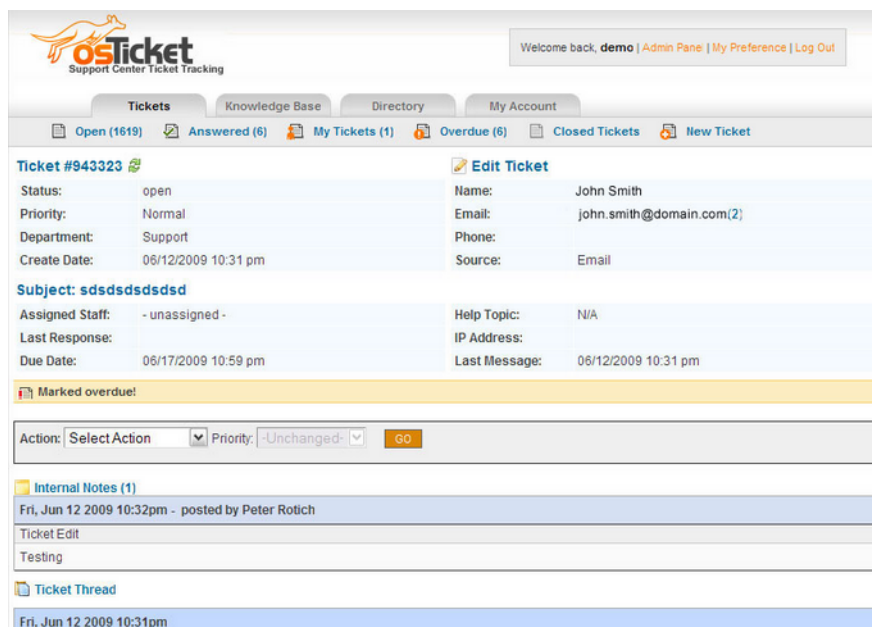 osTicket
Support Center Ticket Tracking
Welcome back, demo | Admin Panel | My Preference | Log Out
Tickets Knowledge Base Directory My Account
Open (1619) Answered (6) My Tickets (1) Overdue (6) Closed Tickets New Ticket
Ticket #943323 Edit Ticket
Status: open Name: John Smith
Priority: Normal Email: john.smith@domain.com(2)
Department: Support Phone:
Create Date: 06/12/2009 10:31 pm Source: Email
Subject: sdsdsdsdsdsd
Assigned Staff: - unassigned - Help Topic: N/A
Last Response: IP Address:
Due Date: 06/17/2009 10:59 pm Last Message: 06/12/2009 10:31 pm
Marked overdue!
Action: Select Action Priority: -Unchanged- GO
Internal Notes (1)
Fri, Jun 12 2009 10:32pm - posted by Peter Rotich
Ticket Edit
Testing
Ticket Thread
Fri, Jun 12 2009 10:31pm